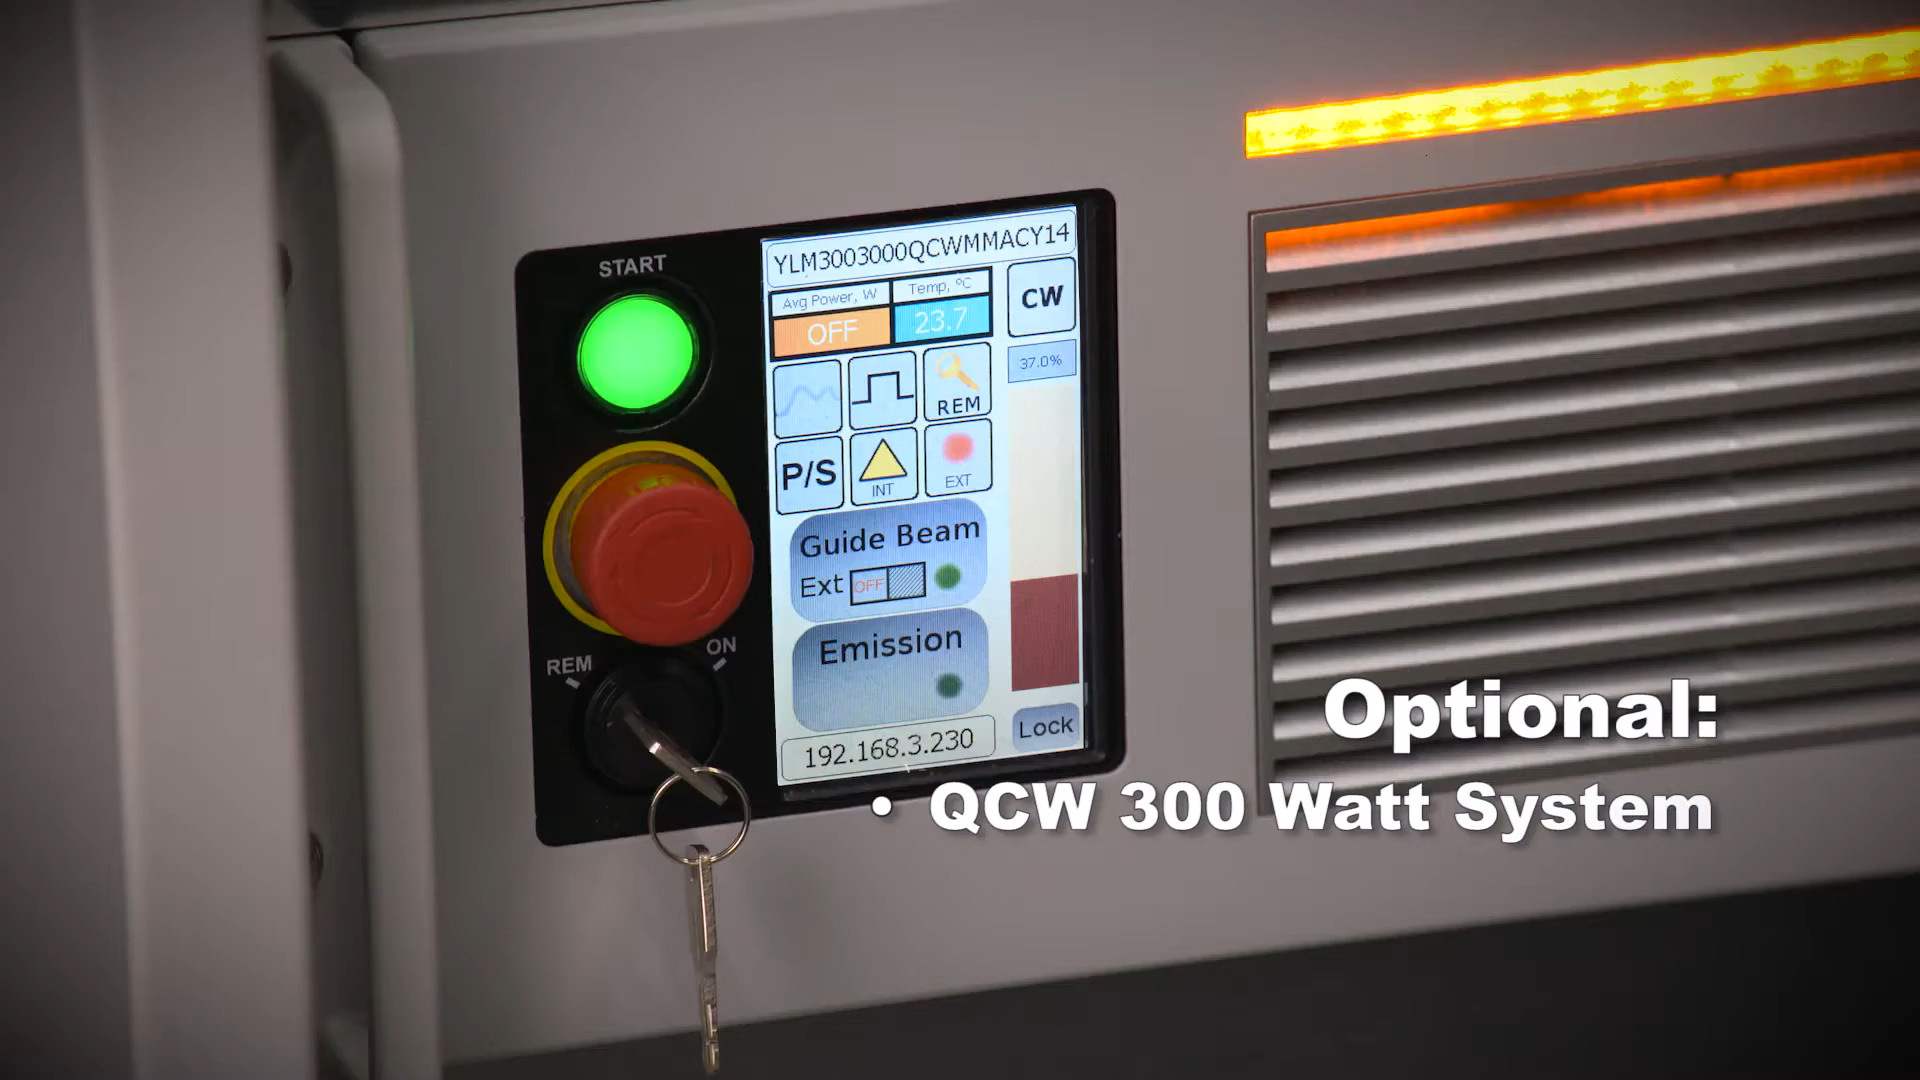 START
YLM3003000QCWMMACY14
Avg Power, W
Temp, ºC
CW
OFF
23.7
37.0%
REM
P/S
INT
EXT
Guide Beam
Ext OFF
Emission
REM
ON
Lock
192.168.3.230
Optional:
• QCW 300 Watt System